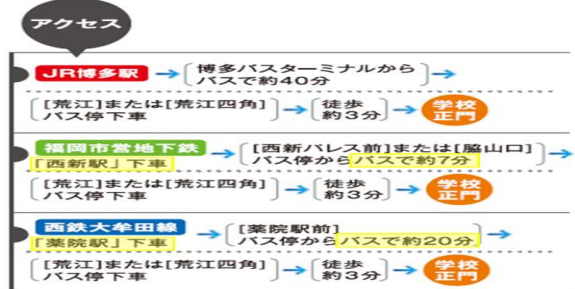 アクセス
JR博多駅 → 博多バスターミナルから
バスで約40分 →
[荒江]または[荒江四角]
バス停下車 → 徒歩
約3分 → 学校
正門
福岡市営地下鉄
「西新駅」下車 → [西新パレス前]または[脇山口]
バス停からバスで約7分 →
[荒江]または[荒江四角]
バス停下車 → 徒歩
約3分 → 学校
正門
西鉄大牟田線
「薬院駅」下車 → [薬院駅前]
バス停からバスで約20分 →
[荒江]または[荒江四角]
バス停下車 → 徒歩
約3分 → 学校
正門